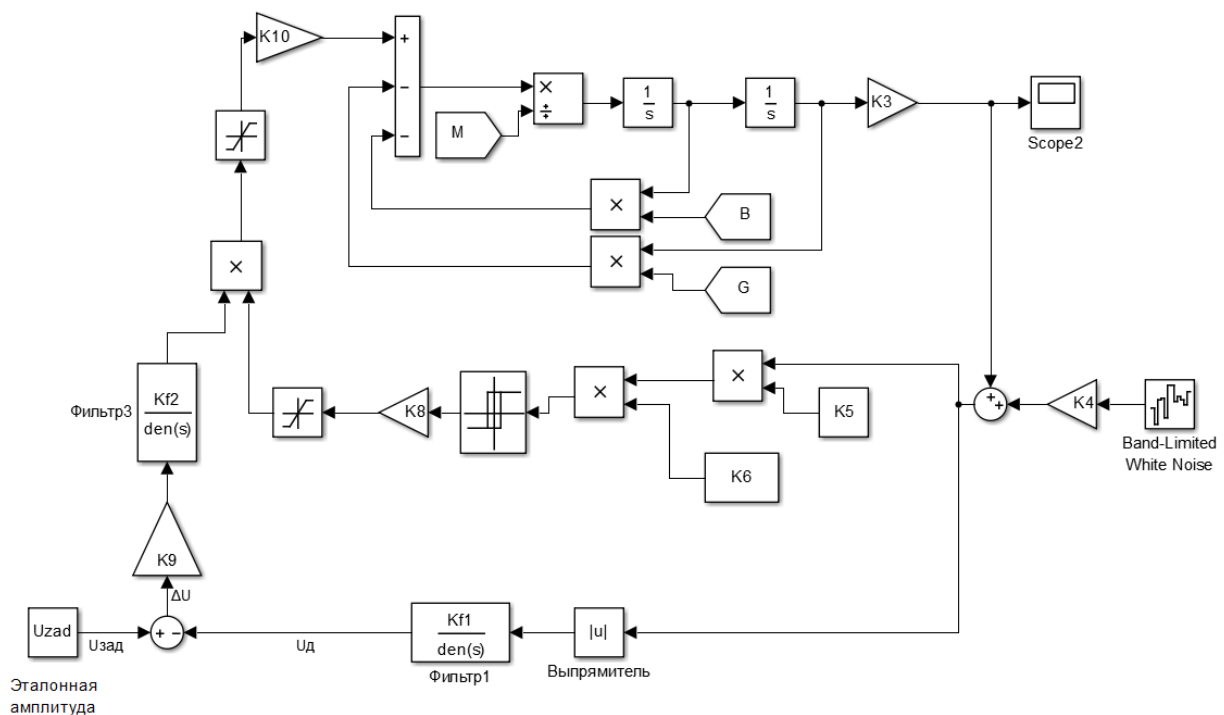 K10
+
−
−
M
×
÷
1
s
1
s
K3
Scope2
×
B
×
G
×
Kf2
den(s)
Фильтр3
K8
×
×
K5
K6
+
+
K4
Band-Limited
White Noise
K9
ΔU
Uzad
Uзад
+
−
Uд
Kf1
den(s)
Фильтр1
|u|
Выпрямитель
Эталонная
амплитуда